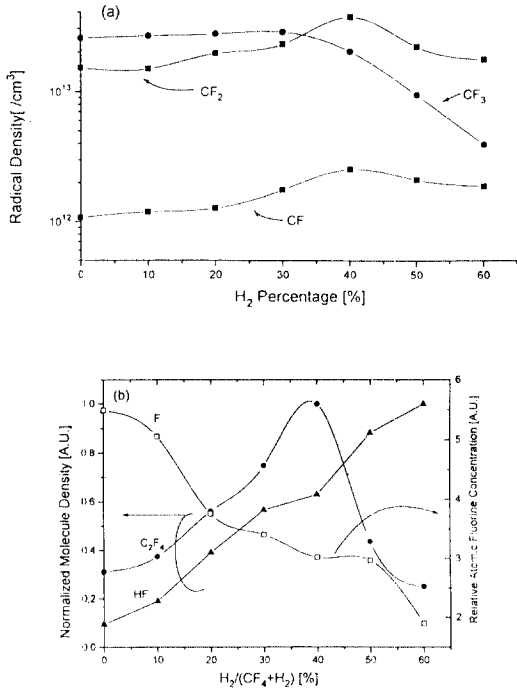 (a)
Radical Density[ /cm³]
10¹³
10¹²
CF₂
CF₃
CF
0 10 20 30 40 50 60
H₂ Percentage [%]
(b)
Normalized Molecule Density [A.U.]
1.0
0.8
0.6
0.4
0.2
0.0
F
C₂F₄
HF
6
5
4
3
2
Relative Atomic Fluorine Concentration [A.U.]
0 10 20 30 40 50 60
H₂/(CF₄+H₂) [%]